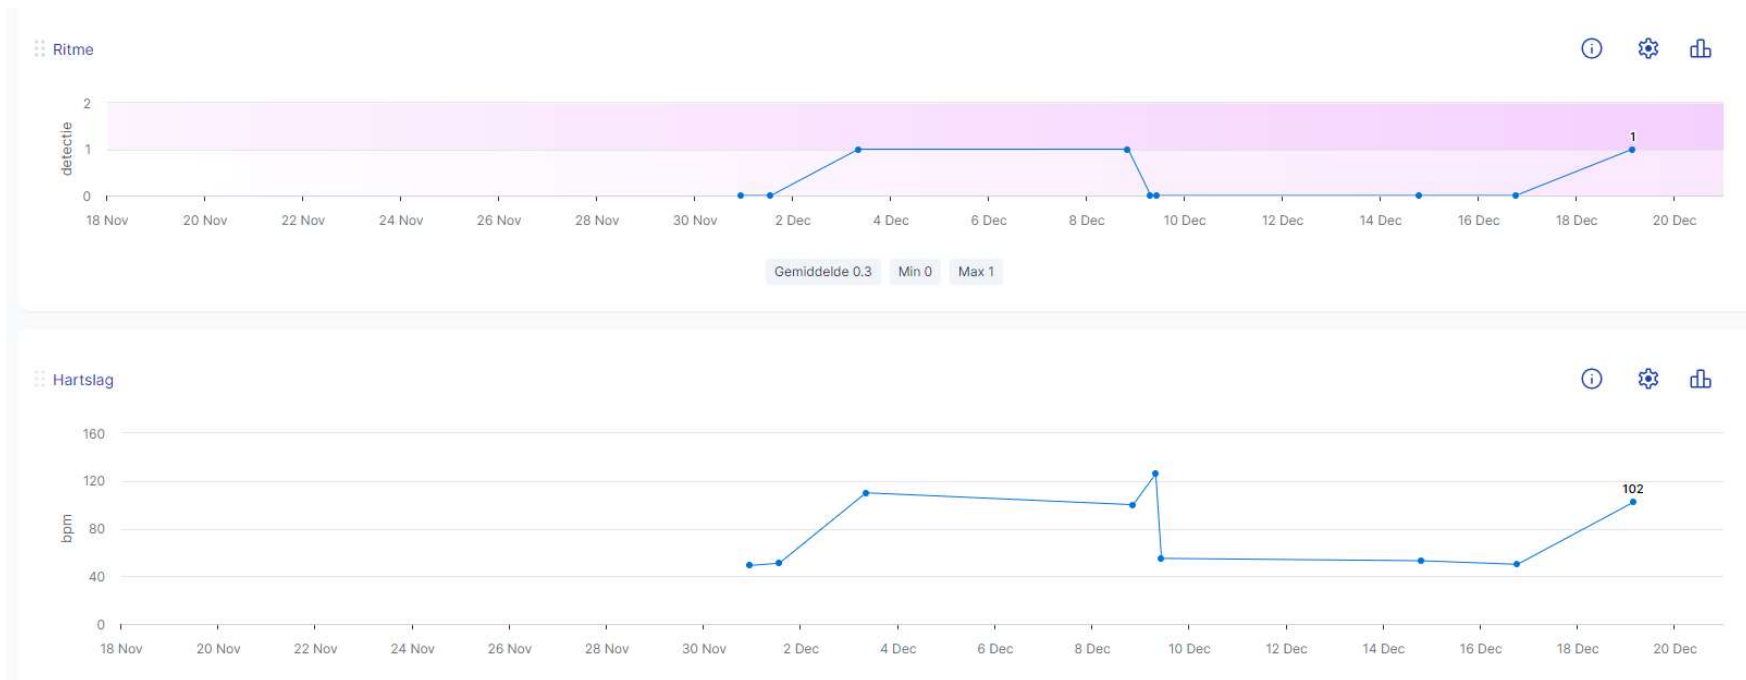 Ritme
2
1
detectie
1
0
18 Nov 20 Nov 22 Nov 24 Nov 26 Nov 28 Nov 30 Nov 2 Dec 4 Dec 6 Dec 8 Dec 10 Dec 12 Dec 14 Dec 16 Dec 18 Dec 20 Dec
Gemiddelde 0.3 Min 0 Max 1
Hartslag
160
120
102
bpm
80
40
0
18 Nov 20 Nov 22 Nov 24 Nov 26 Nov 28 Nov 30 Nov 2 Dec 4 Dec 6 Dec 8 Dec 10 Dec 12 Dec 14 Dec 16 Dec 18 Dec 20 Dec